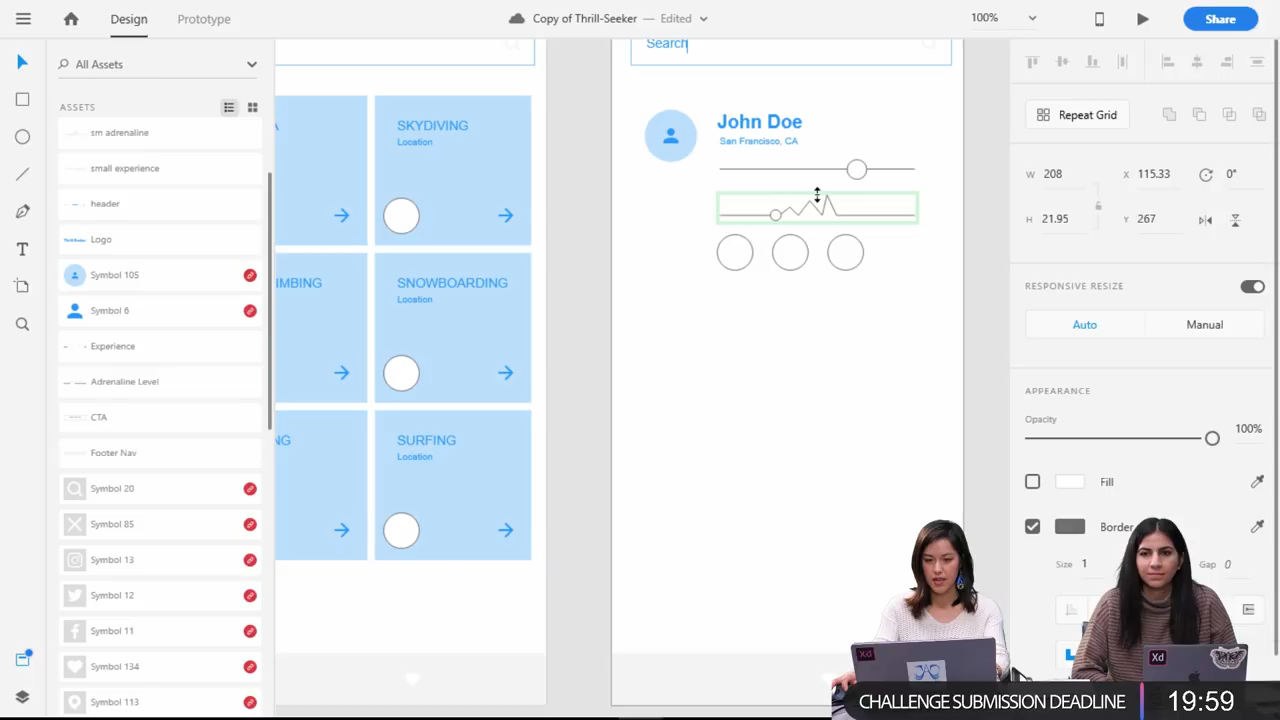 Design
Prototype
Copy of Thrill-Seeker — Edited
100%
Share
All Assets
ASSETS
sm adrenaline
small experience
header
Logo
Symbol 105
Symbol 6
Experience
Adrenaline Level
CTA
Footer Nav
Symbol 20
Symbol 85
Symbol 13
Symbol 12
Symbol 11
Symbol 134
Symbol 113
SKYDIVING
Location
IMBING
SNOWBOARDING
Location
NG
SURFING
Location
Search
John Doe
San Francisco, CA
Repeat Grid
W 208
X 115.33
0°
H 21.95
Y 267
RESPONSIVE RESIZE
Auto
Manual
APPEARANCE
Opacity
100%
Fill
Border
Size 1
Gap 0
Xd
Xd
CHALLENGE SUBMISSION DEADLINE
19:59